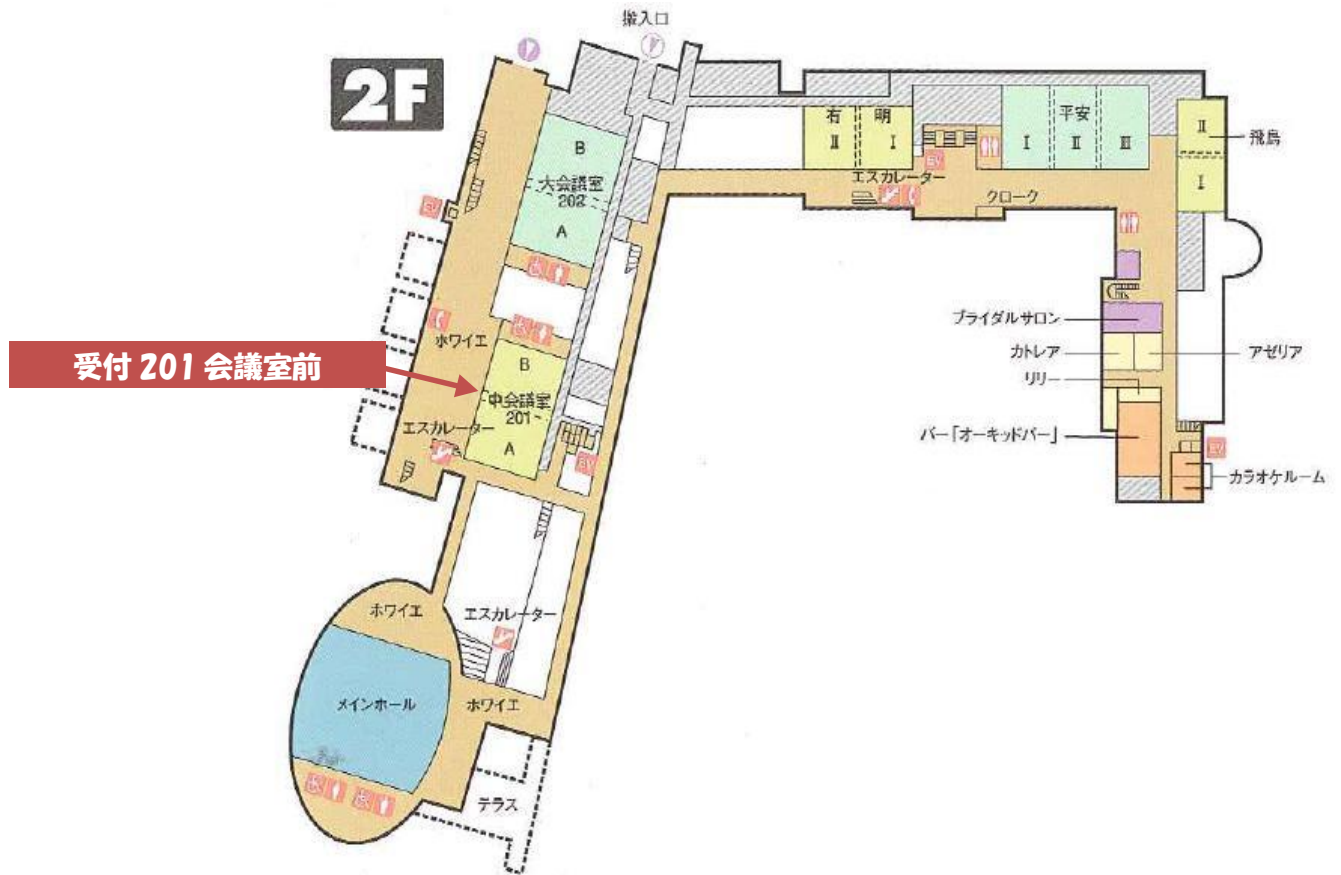 搬入口
2F
B
大会議室
202
A
ホワイエ
受付 201 会議室前
B
中会議室
201
A
エスカレーター
EV
EV
ホワイエ
エスカレーター
メインホール
ホワイエ
テラス
有 明
II I
エスカレーター
EV
クローク
平安
I II III
II
I
飛鳥
ブライダルサロン
カトレア
アゼリア
リリー
バー「オーキッドバー」
EV
カラオケルーム